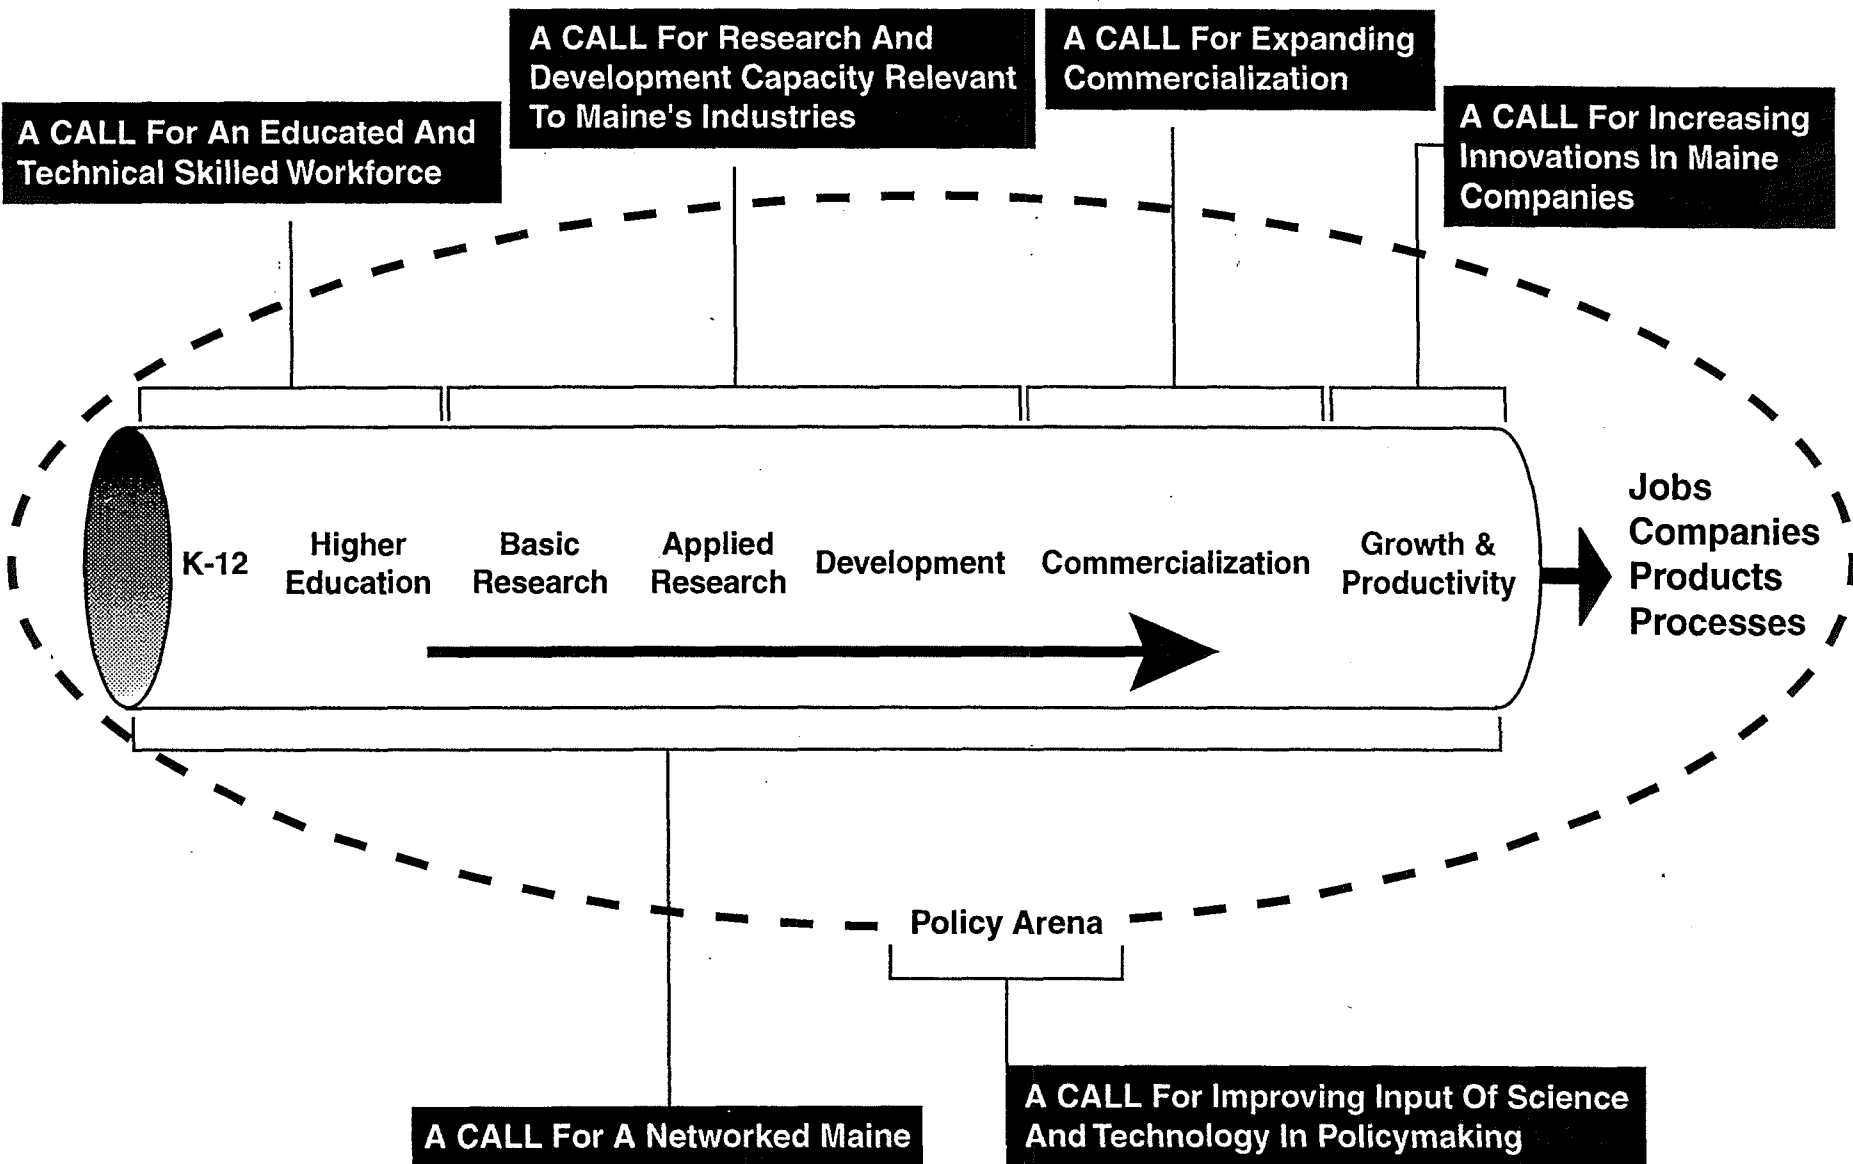 A CALL For Research And
Development Capacity Relevant
To Maine's Industries
A CALL For Expanding
Commercialization
A CALL For An Educated And
Technical Skilled Workforce
A CALL For Increasing
Innovations In Maine
Companies
K-12
Higher
Education
Basic
Research
Applied
Research
Development
Commercialization
Growth &
Productivity
Jobs
Companies
Products
Processes
Policy Arena
A CALL For A Networked Maine
A CALL For Improving Input Of Science
And Technology In Policymaking